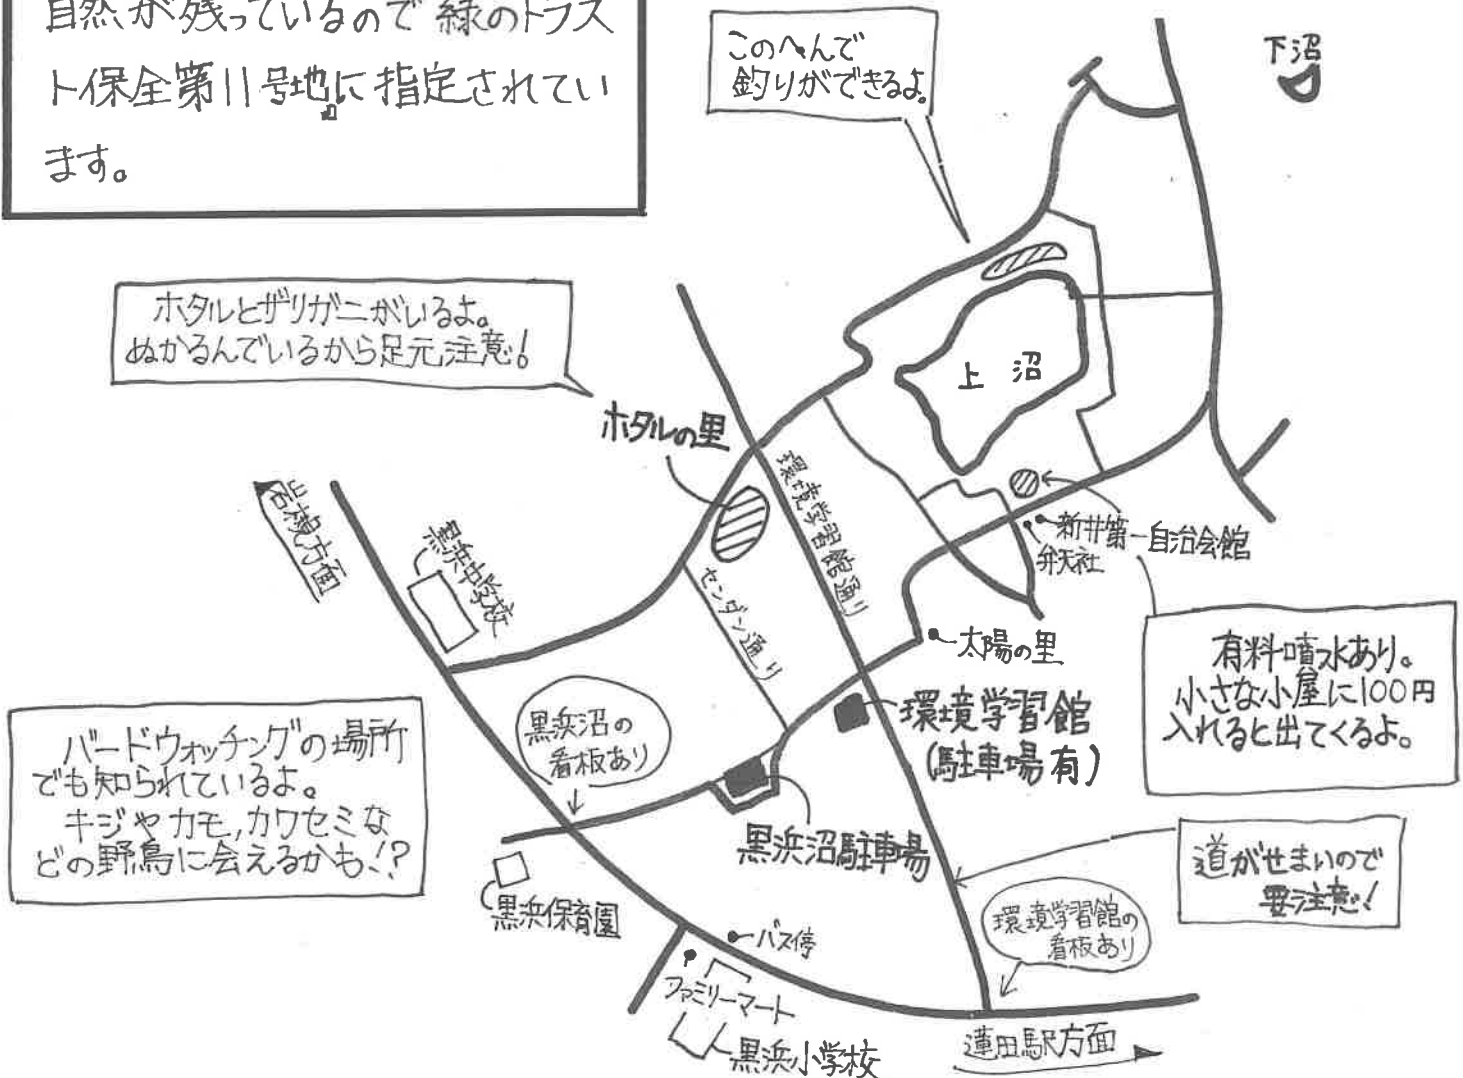 自然が残っているので緑のトラス
ト保全第11号地に指定されてい
ます。
このへんで
釣りができるよ。
下沼
ホタルとザリガニがいるよ。
ぬかるんでいるから足元注意!
上沼
ホタルの里
環境学習館通り
岩槻方面
黒浜中学校
新井第一自治会館
弁天社
センダン通り
太陽の里
有料噴水あり。
小さな小屋に100円
入れると出てくるよ。
環境学習館
(駐車場有)
黒浜沼の
看板あり
バードウォッチングの場所
でも知られているよ。
キジやカモ,カワセミな
どの野鳥に会えるかも!?
黒浜沼駐車場
道がせまいので
要注意!
黒浜保育園
環境学習館の
看板あり
バス停
ファミリーマート
黒浜小学校
蓮田駅方面